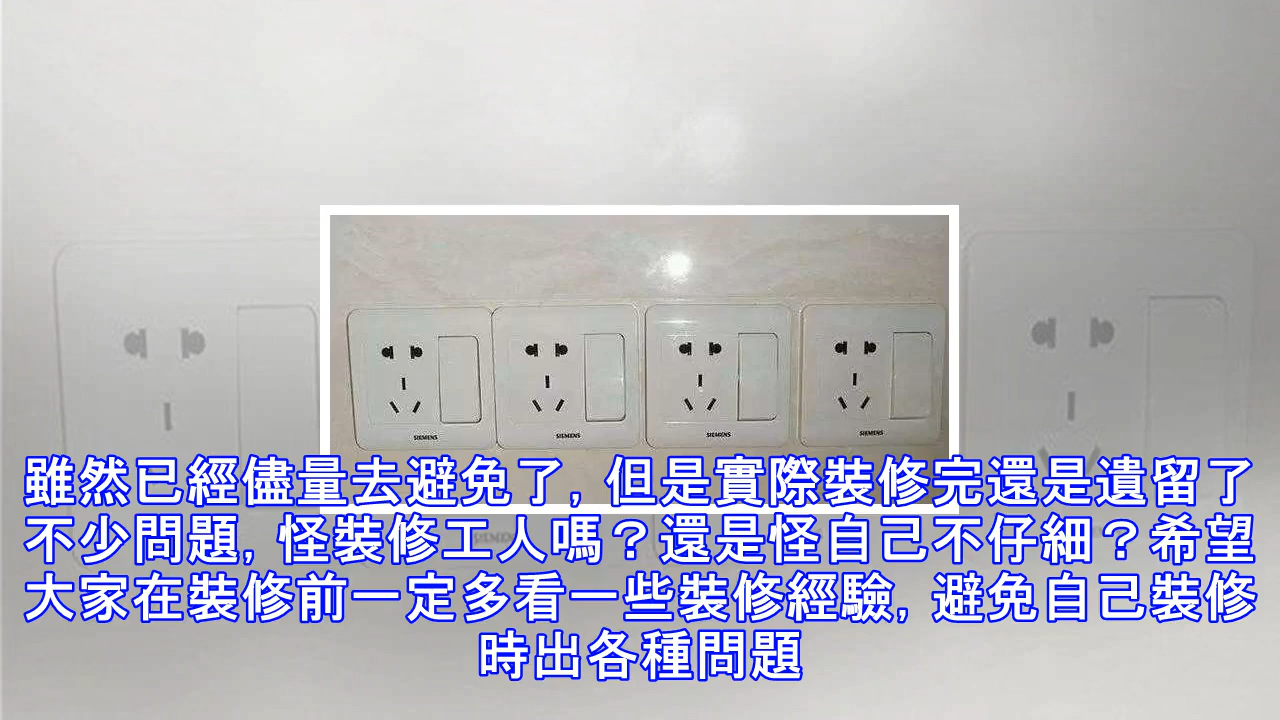 SIEMENS SIEMENS SIEMENS SIEMENS
雖然已經儘量去避免了, 但是實際裝修完還是遺留了
不少問題, 怪裝修工人嗎？還是怪自己不仔細？希望
大家在裝修前一定多看一些裝修經驗, 避免自己裝修
時出各種問題